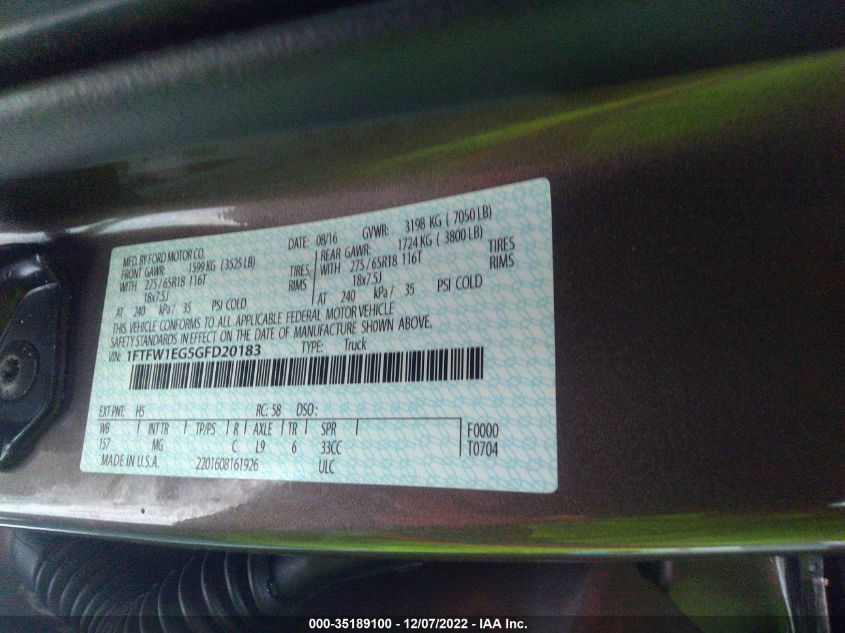 MFD. BY FORD MOTOR CO. DATE: 08/16 GVWR: 3198 KG ( 7050 LB)
FRONT GAWR: 1599 KG (3525 LB) REAR GAWR: 1724 KG ( 3800 LB)
WITH 275/65R18 116T TIRES, WITH 275/65R18 116T TIRES
18x7.5J RIMS 18x7.5J RIMS
AT 240 kPa/ 35 PSI COLD AT 240 kPa/ 35 PSI COLD
THIS VEHICLE CONFORMS TO ALL APPLICABLE FEDERAL MOTOR VEHICLE
SAFETY STANDARDS IN EFFECT ON THE DATE OF MANUFACTURE SHOWN ABOVE.
VIN: 1FTFW1EG5GFD20183 TYPE: Truck
EXT PNT: H5 RC: 58 DSO:
WB INT TR TP/PS R AXLE TR SPR F0000
157 MG C L9 6 33CC T0704
MADE IN U.S.A. 2201608161926 ULC
000-35189100 - 12/07/2022 - IAA Inc.